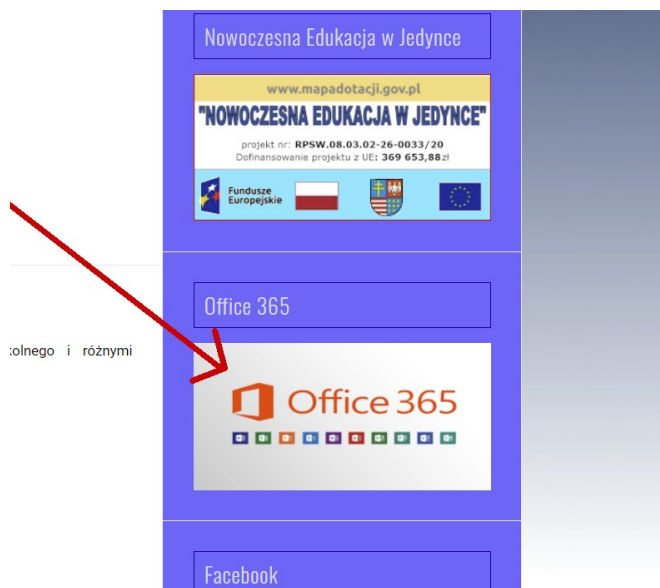 Nowoczesna Edukacja w Jedynce
www.mapadotacji.gov.pl
"NOWOCZESNA EDUKACJA W JEDYNCE"
projekt nr: RPSW.08.03.02-26-0033/20
Dofinansowanie projektu z UE: 369 653,88zł
Fundusze
Europejskie
Office 365
kolnego i różnymi
Office 365
Facebook